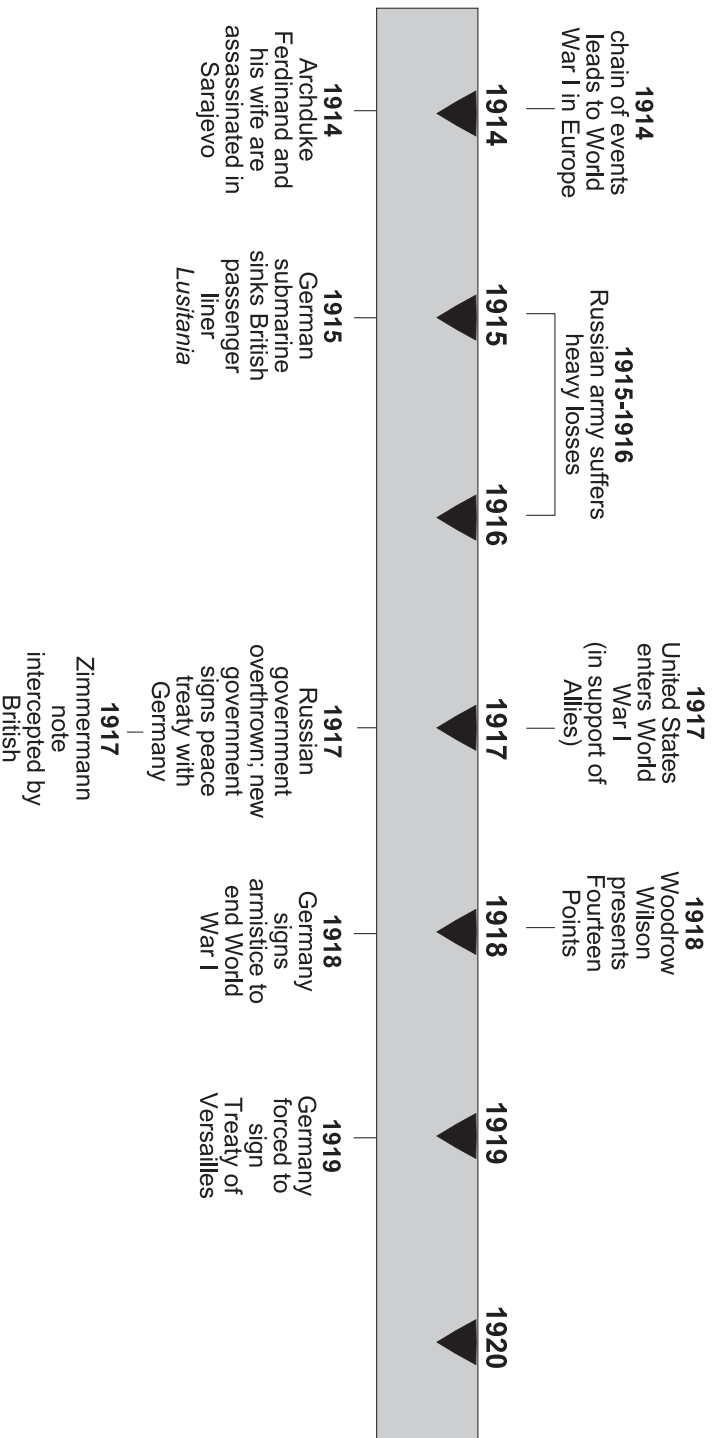 1914
chain of events
leads to World
War I in Europe
1915-1916
Russian army suffers
heavy losses
1917
United States
enters World
War I
(in support of
Allies)
1918
Woodrow
Wilson
presents
Fourteen
Points
1914
1915
1916
1917
1918
1919
1920
1914
Archduke
Ferdinand and
his wife are
assassinated in
Sarajevo
1915
German
submarine
sinks British
passenger
liner
Lusitania
1917
Russian
government
overthrown; new
government
signs peace
treaty with
Germany
1917
Zimmermann
note
intercepted by
British
1918
Germany
signs
armistice to
end World
War I
1919
Germany
forced to
sign
Treaty of
Versailles